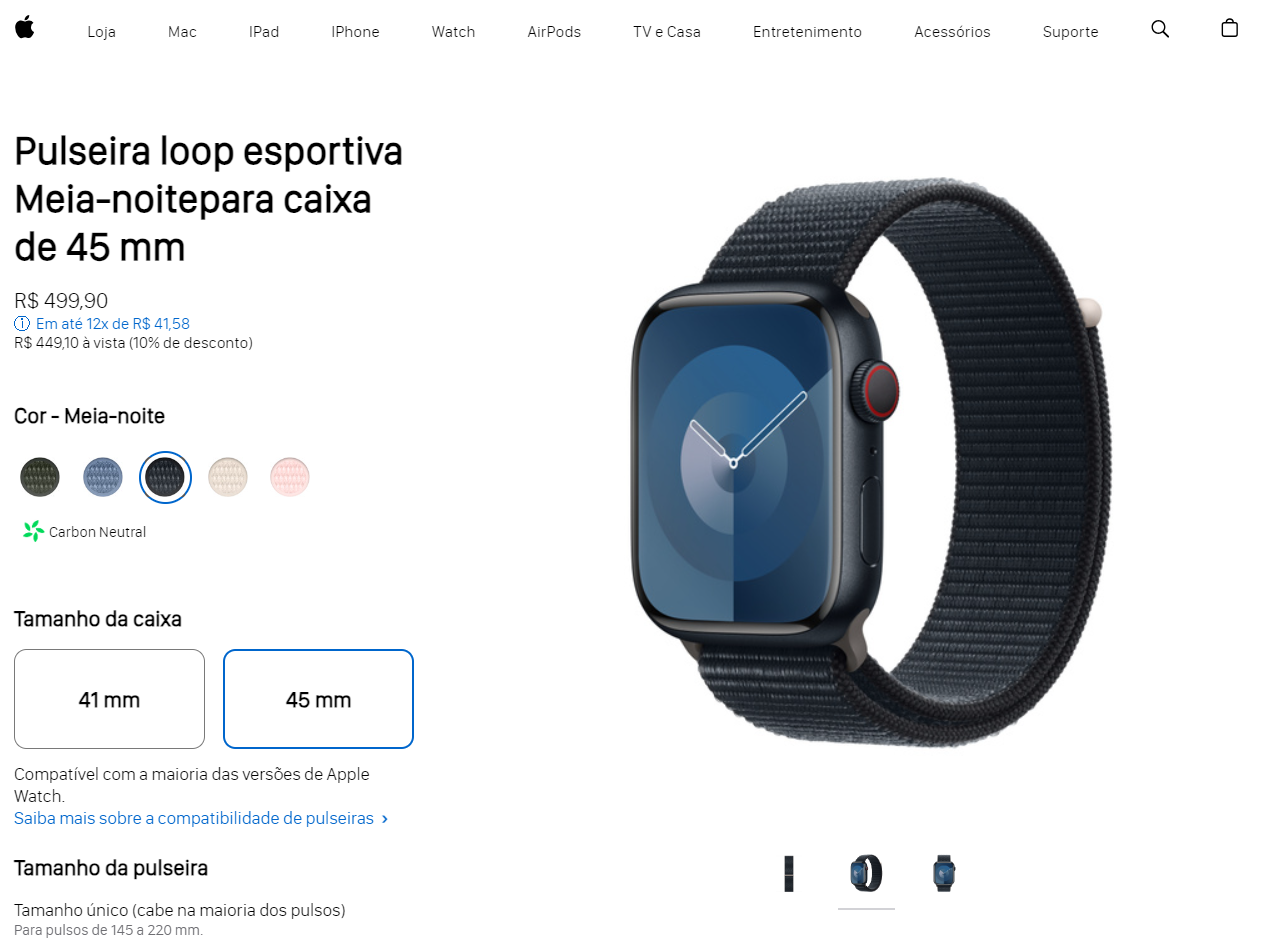 Loja Mac IPad IPhone Watch AirPods TV e Casa Entretenimento Acessórios Suporte
Pulseira loop esportiva
Meia-noitepara caixa
de 45 mm
R$ 499,90
Em até 12x de R$ 41,58
R$ 449,10 à vista (10% de desconto)
Cor - Meia-noite
Carbon Neutral
Tamanho da caixa
41 mm 45 mm
Compatível com a maioria das versões de Apple
Watch.
Saiba mais sobre a compatibilidade de pulseiras ›
Tamanho da pulseira
Tamanho único (cabe na maioria dos pulsos)
Para pulsos de 145 a 220 mm.